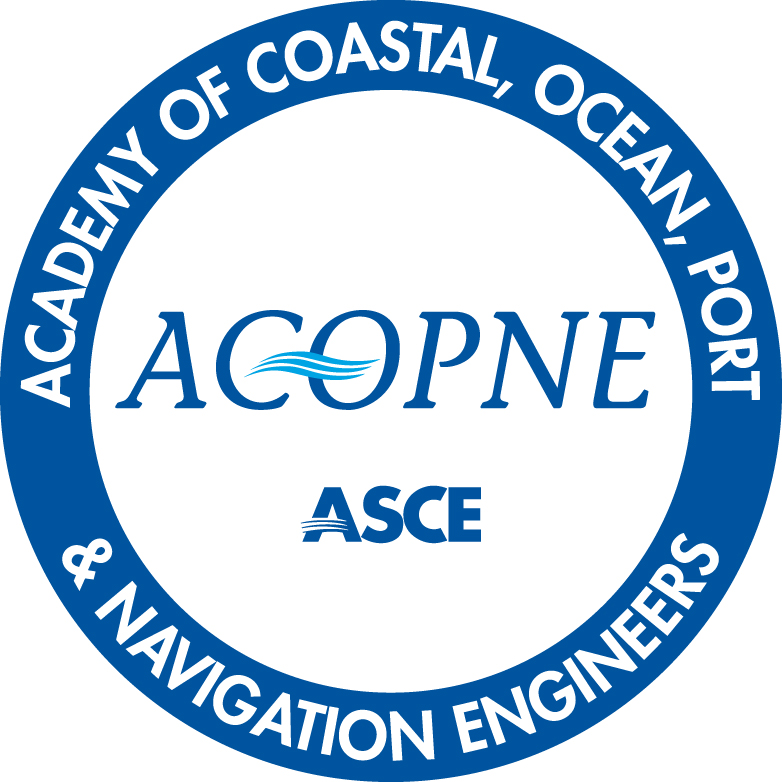 ACADEMY OF COASTAL, OCEAN, PORT
ACOPNE
ASCE
& NAVIGATION ENGINEERS